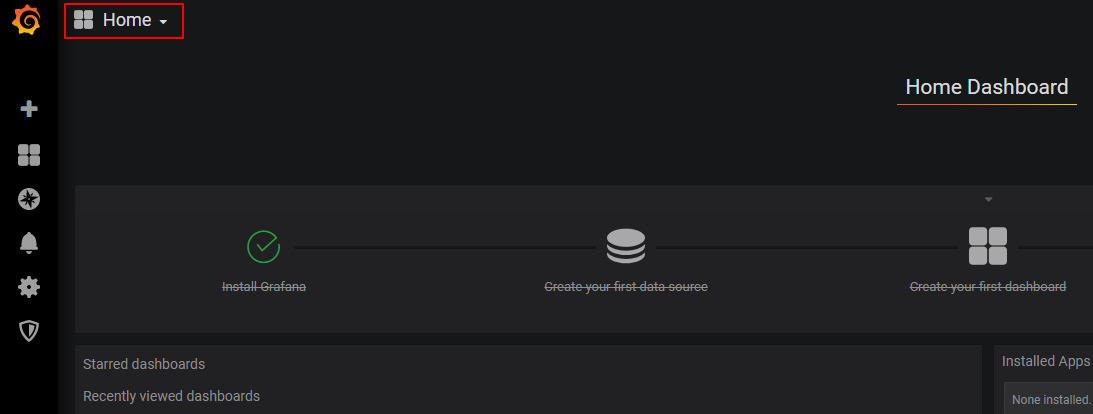 Home
Home Dashboard
Install Grafana
Create your first data source
Create your first dashboard
Starred dashboards
Recently viewed dashboards
Installed Apps
None installed.